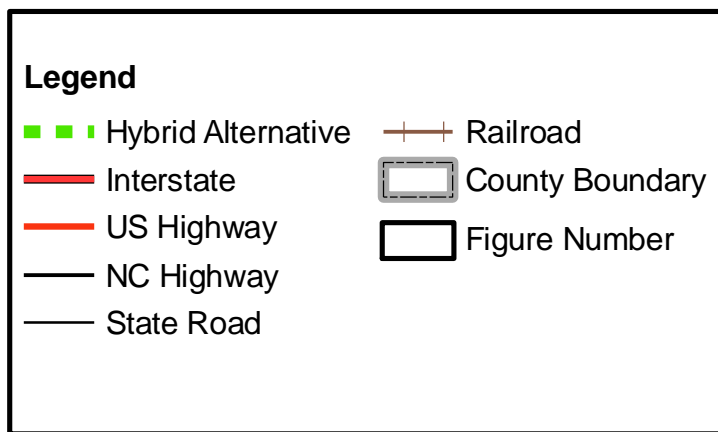 Legend
Hybrid Alternative
Interstate
US Highway
NC Highway
State Road
Railroad
County Boundary
Figure Number